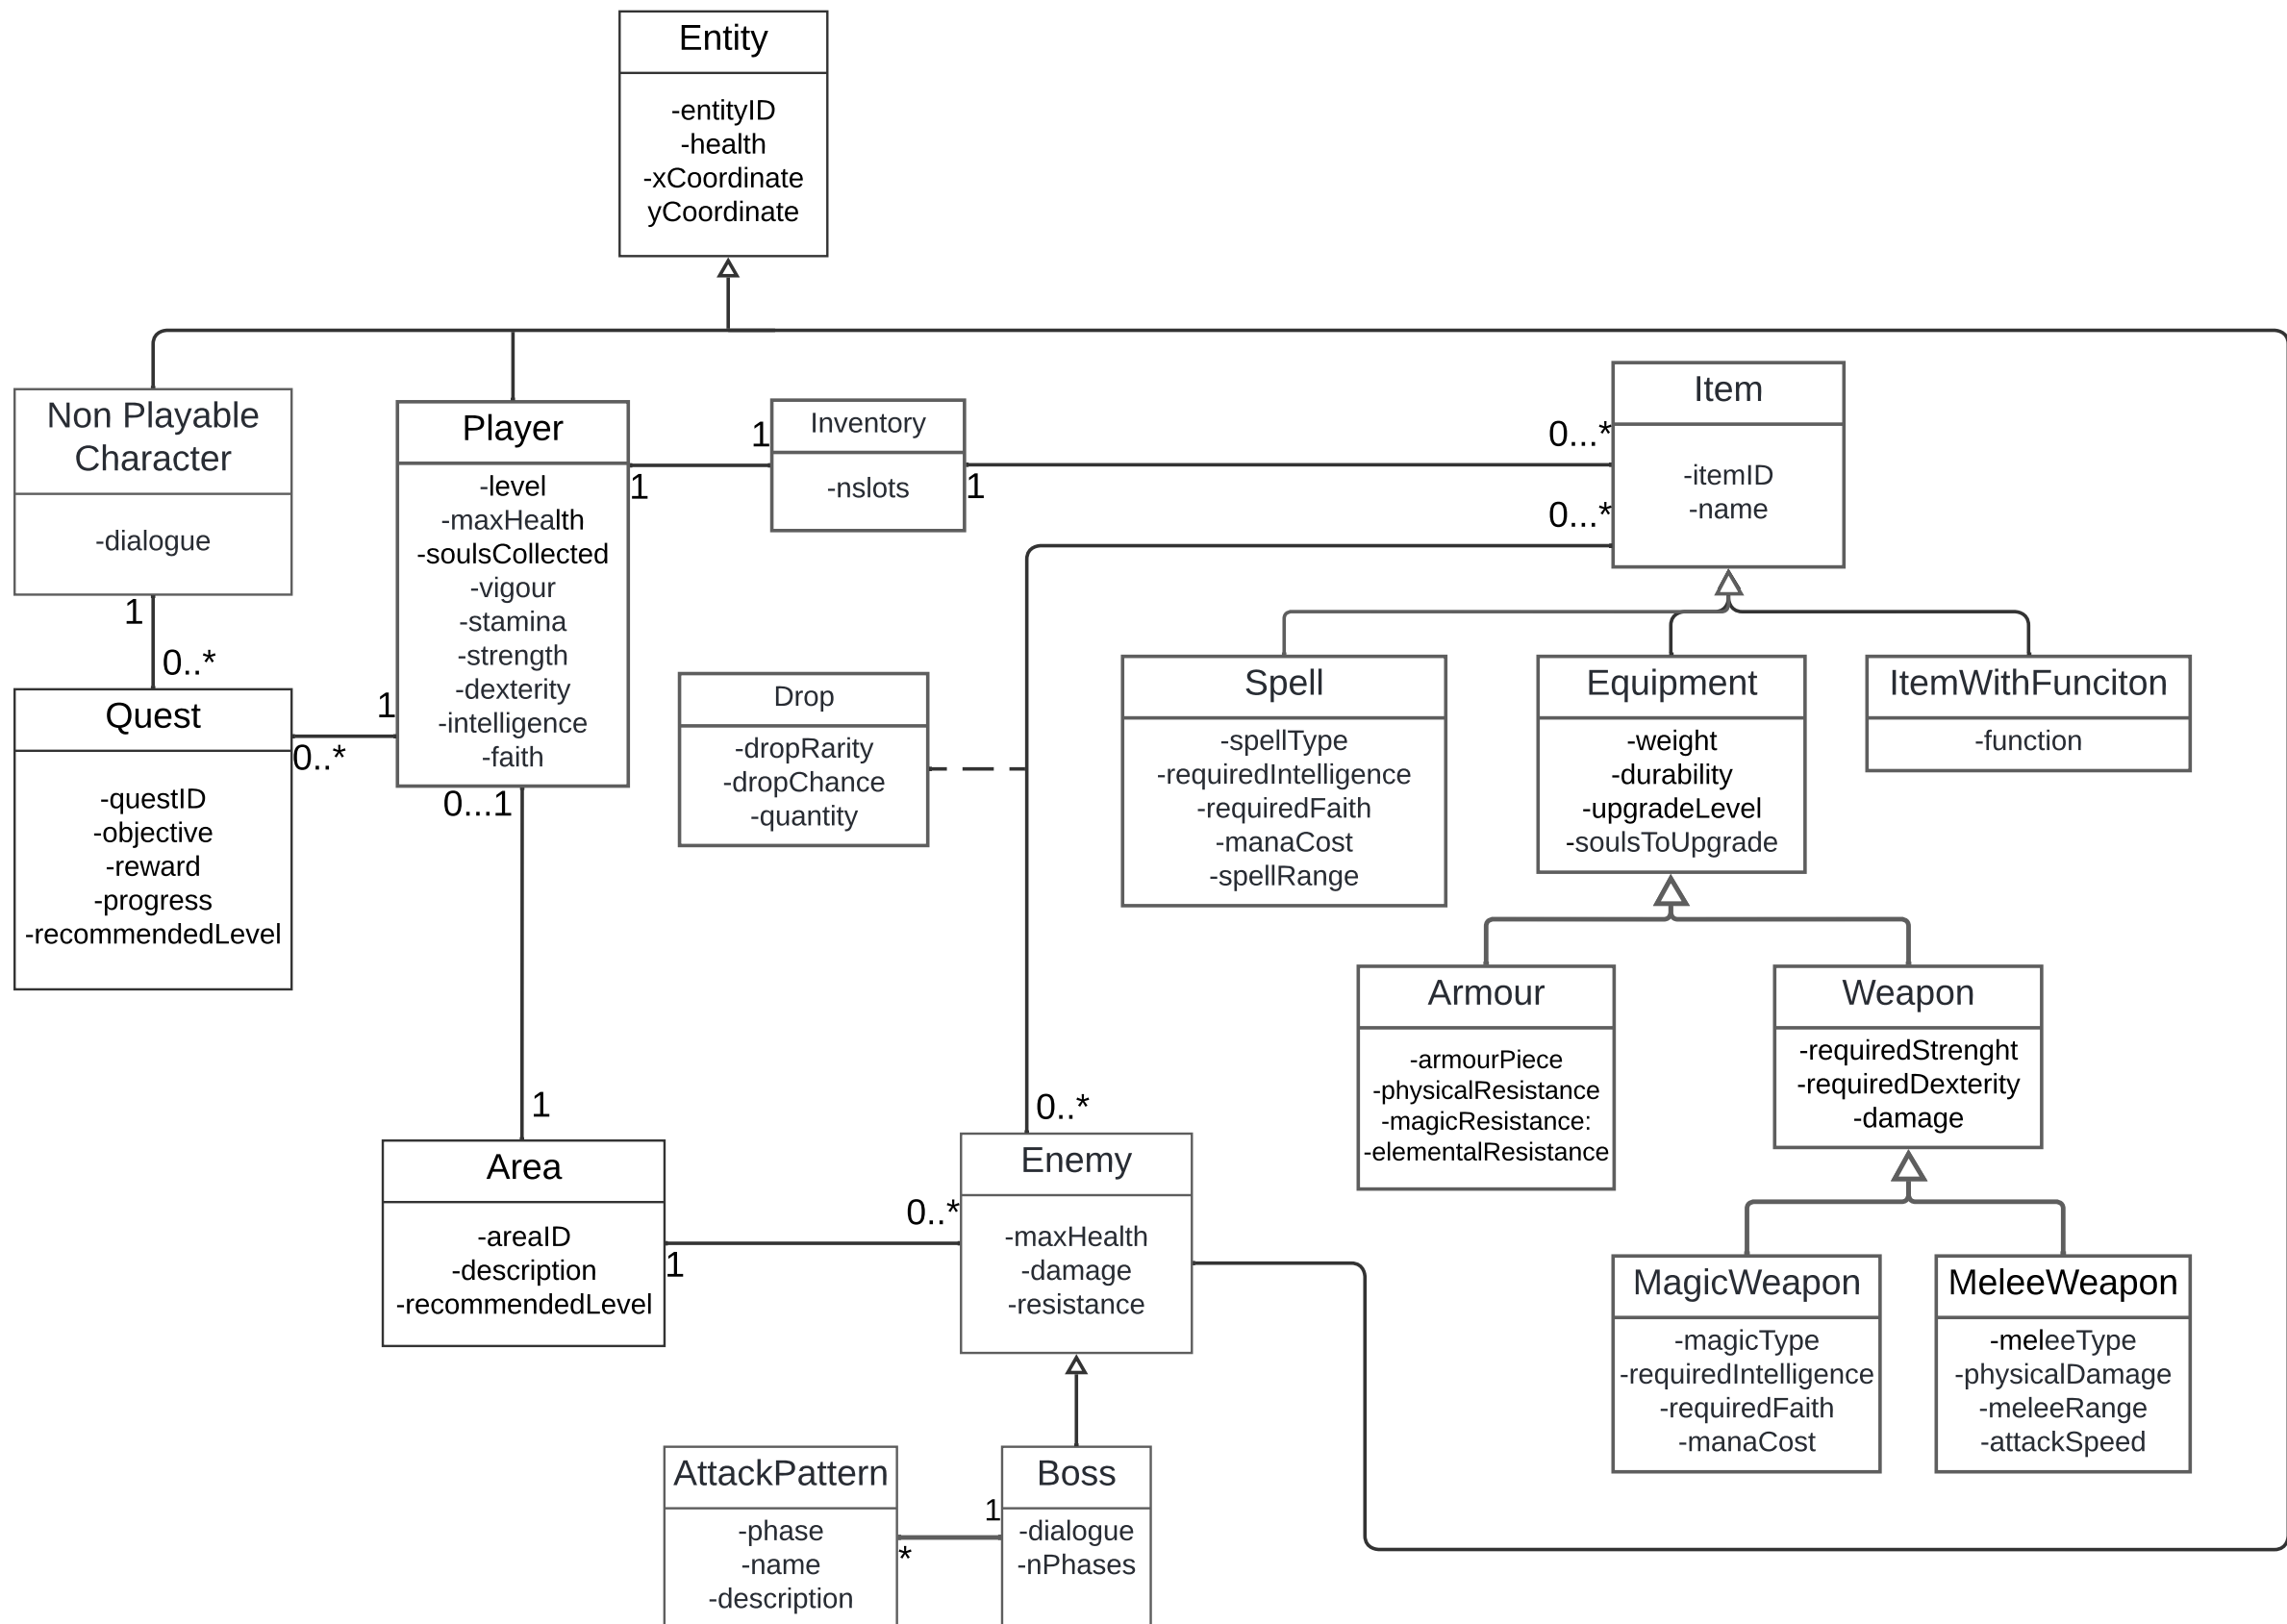 Entity
-entityID
-health
-xCoordinate
yCoordinate
Non Playable
Character
-dialogue
1
0..*
Quest
-questID
-objective
-reward
-progress
-recommendedLevel
0..*
1
Player
-level
-maxHealth
-soulsCollected
-vigour
-stamina
-strength
-dexterity
-intelligence
-faith
1
1
Inventory
-nslots
1
0...*
Item
-itemID
-name
0...*
0...1
1
Drop
-dropRarity
-dropChance
-quantity
Spell
-spellType
-requiredIntelligence
-requiredFaith
-manaCost
-spellRange
Equipment
-weight
-durability
-upgradeLevel
-soulsToUpgrade
ItemWithFunciton
-function
Armour
-armourPiece
-physicalResistance
-magicResistance:
-elementalResistance
Weapon
-requiredStrenght
-requiredDexterity
-damage
Area
-areaID
-description
-recommendedLevel
1
0..*
0..*
Enemy
-maxHealth
-damage
-resistance
MagicWeapon
-magicType
-requiredIntelligence
-requiredFaith
-manaCost
MeleeWeapon
-meleeType
-physicalDamage
-meleeRange
-attackSpeed
AttackPattern
-phase
-name
-description
*
1
Boss
-dialogue
-nPhases